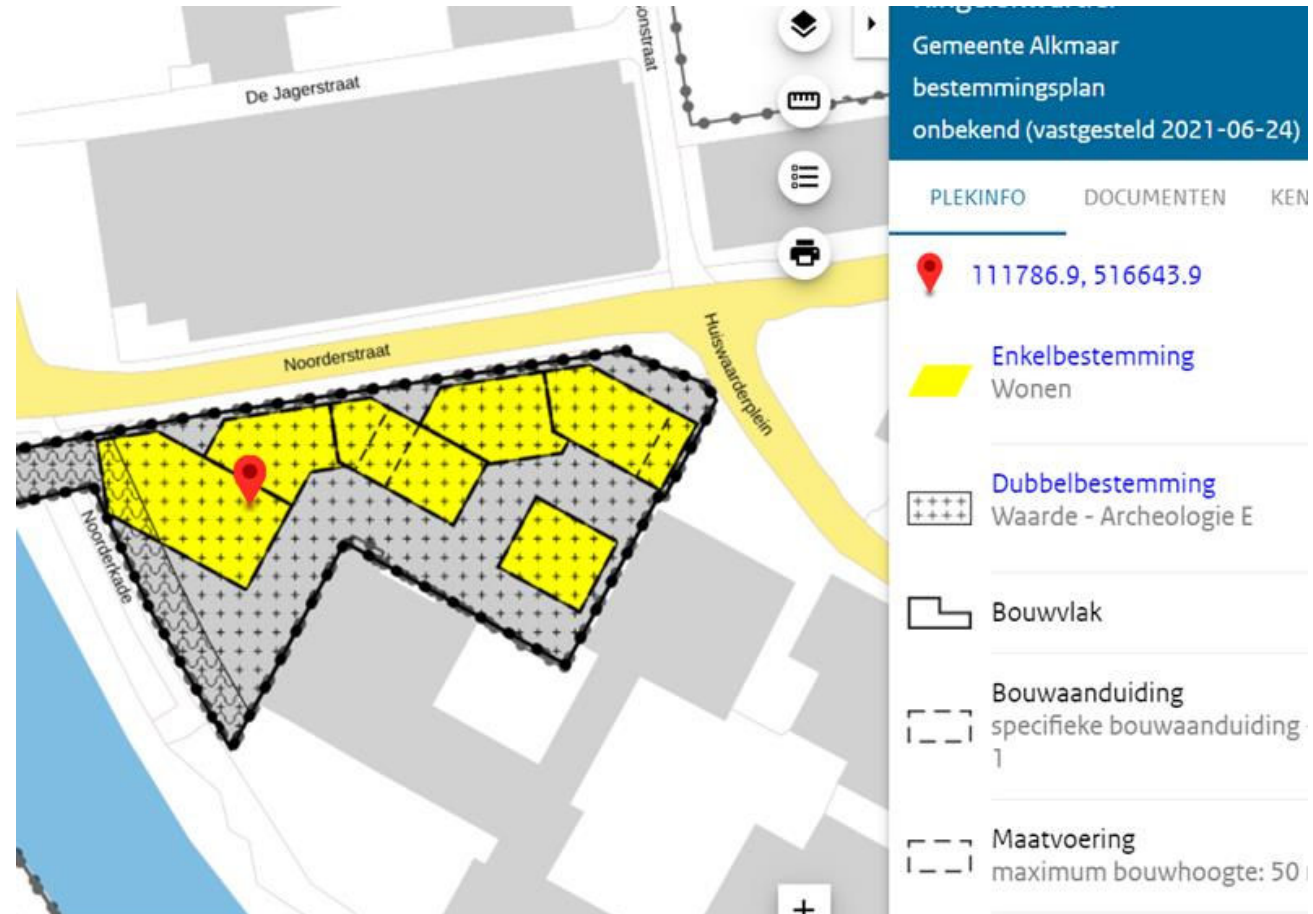 Gemeente Alkmaar
bestemmingsplan
onbekend (vastgesteld 2021-06-24)
PLEKINFO DOCUMENTEN KEN
111786.9, 516643.9
Enkelbestemming
Wonen
Dubbelbestemming
Waarde - Archeologie E
Bouwvlak
Bouwaanduiding
specifieke bouwaanduiding -
1
Maatvoering
maximum bouwhoogte: 50
De Jagerstraat
onstraat
Noorderstraat
Huiswaarderplein
Noorderkade